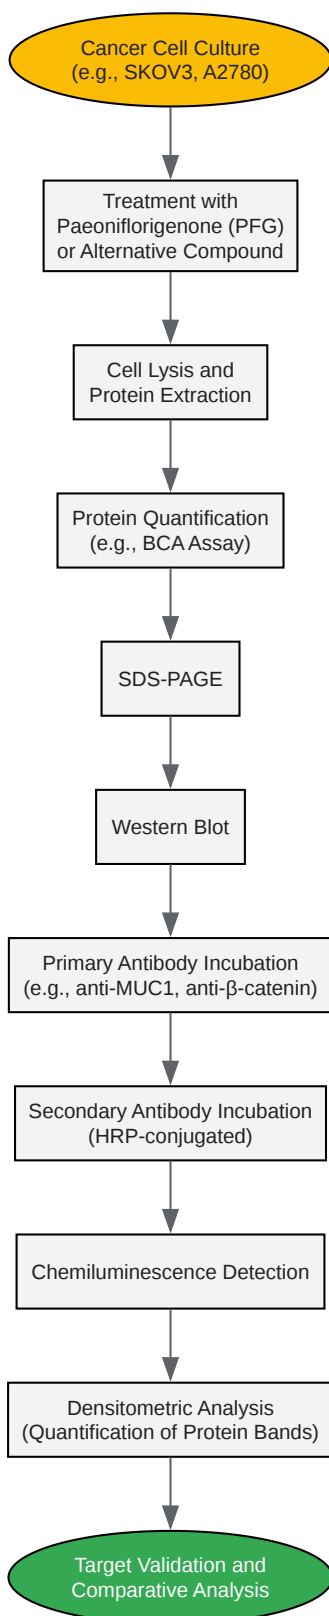 Cancer Cell Culture
(e.g., SKOV3, A2780)
Treatment with
Paeoniflorigenone (PFG)
or Alternative Compound
Cell Lysis and
Protein Extraction
Protein Quantification
(e.g., BCA Assay)
SDS-PAGE
Western Blot
Primary Antibody Incubation
(e.g., anti-MUC1, anti-β-catenin)
Secondary Antibody Incubation
(HRP-conjugated)
Chemiluminescence Detection
Densitometric Analysis
(Quantification of Protein Bands)
Target Validation and
Comparative Analysis